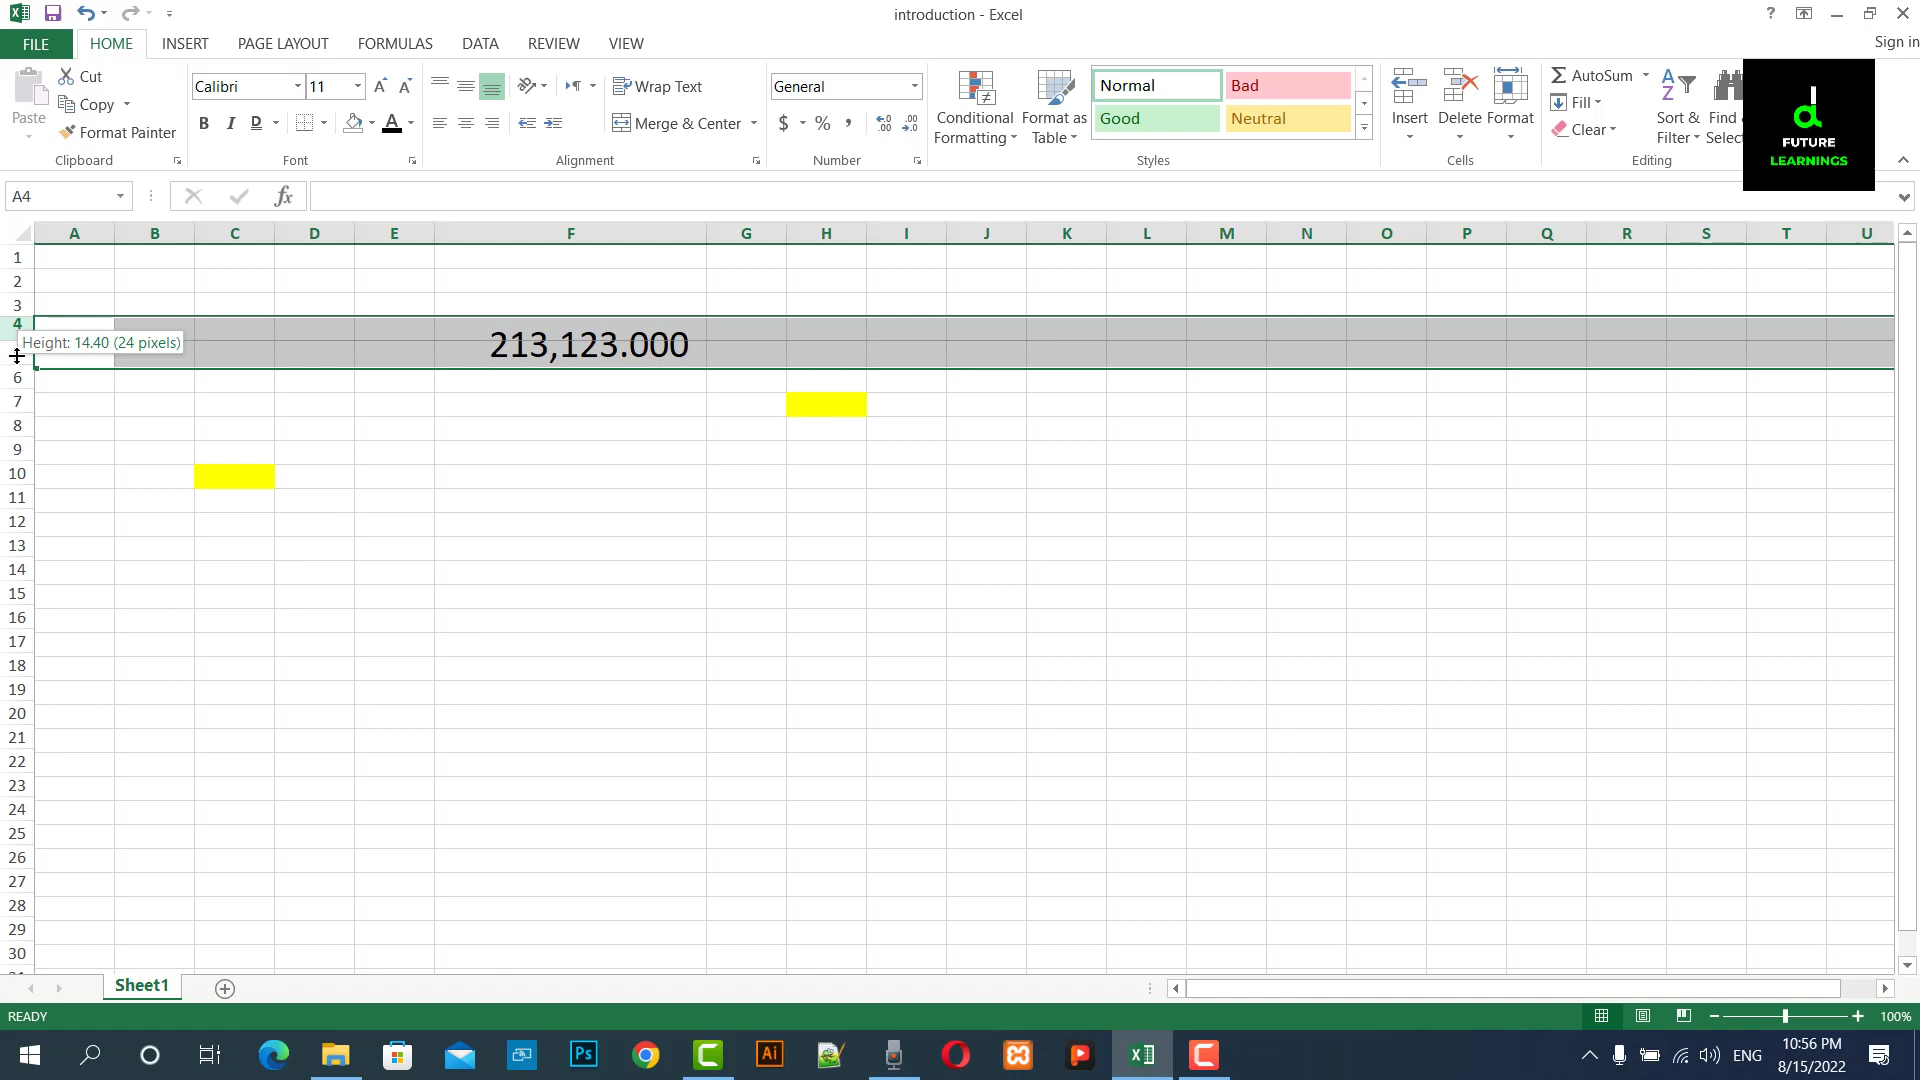 introduction - Excel
?
FILE HOME INSERT PAGE LAYOUT FORMULAS DATA REVIEW VIEW
Sign in
Paste
Cut
Copy
Format Painter
Clipboard
Calibri 11
B I D A
Font
Wrap Text
Merge & Center
Alignment
General
$ % ,
Number
Conditional Formatting
Format as Table
Normal Bad
Good Neutral
Styles
Insert Delete Format
Cells
AutoSum
Fill
Clear
Sort & Filter
Find
Selec
Editing
FUTURE
LEARNINGS
A4 fx
A B C D E F G H I J K L M N O P Q R S T U
1
2
3
4
Height: 14.40 (24 pixels)
213,123.000
6
7
8
9
10
11
12
13
14
15
16
17
18
19
20
21
22
23
24
25
26
27
28
29
30
Sheet1
READY
100%
Ps
Ai
ENG
10:56 PM
8/15/2022